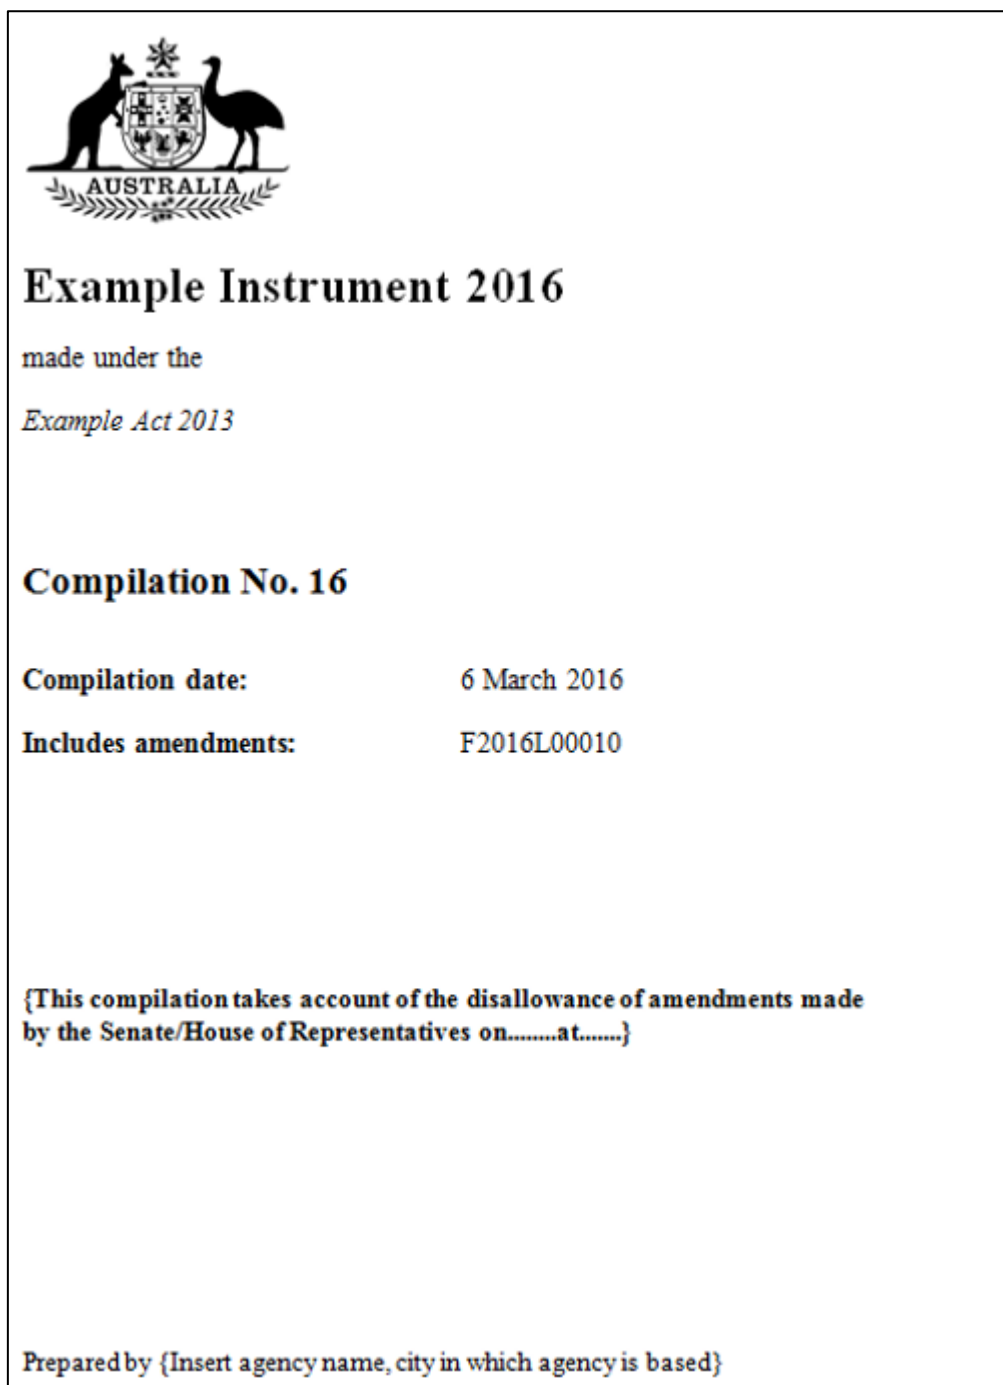 AUSTRALIA
Example Instrument 2016
made under the
Example Act 2013
Compilation No. 16
Compilation date: 6 March 2016
Includes amendments: F2016L00010
{This compilation takes account of the disallowance of amendments made
by the Senate/House of Representatives on........at.......}
Prepared by {Insert agency name, city in which agency is based}